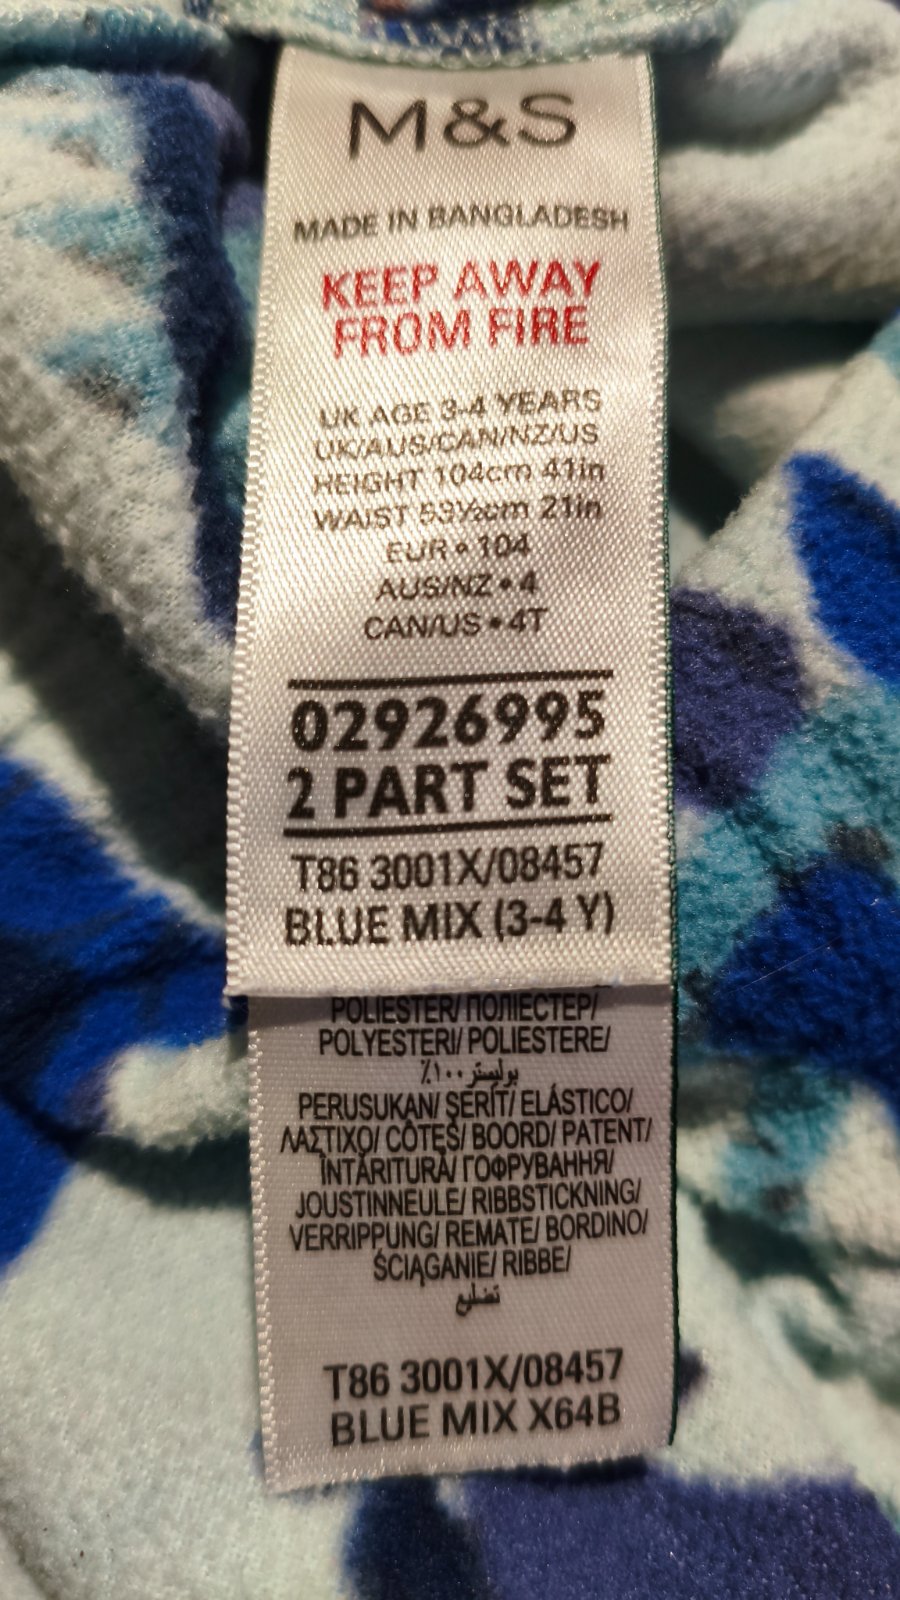 M&S
MADE IN BANGLADESH
KEEP AWAY
FROM FIRE
UK AGE 3-4 YEARS
UK/AUS/CAN/NZ/US
HEIGHT 104cm 41in
WAIST 53½cm 21in
EUR • 104
AUS/NZ • 4
CAN/US • 4T
02926995
2 PART SET
T86 3001X/08457
BLUE MIX (3-4 Y)
POLIESTER/ ПОЛІЕСТЕР/
POLYESTERI/ POLIESTERE/
بوليستر ١٠٠٪
PERUSUKAN/ ŞERİT/ ELÁSTICO/
ΛΑΣΤΙΧΟ/ CÔTES/ BOORD/ PATENT/
ÎNTĂRITURĂ/ ГОФРУВАННЯ/
JOUSTINNEULE/ RIBBSTICKNING/
VERRIPPUNG/ REMATE/ BORDINO/
ŚCIĄGANIE/ RIBBE/
تضليع
T86 3001X/08457
BLUE MIX X64B